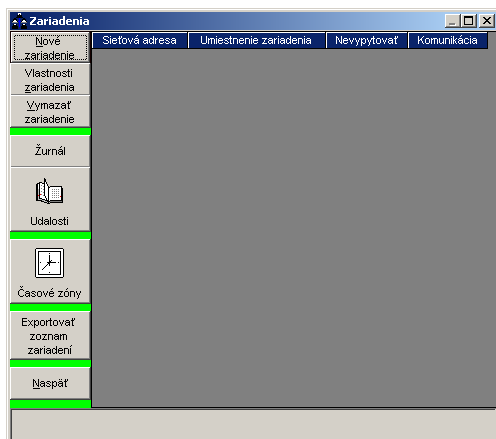 Zariadenia
Nové
zariadenie
Sieťová adresa Umiestnenie zariadenia Nevypytovať Komunikácia
Vlastnosti
zariadenia
Vymazať
zariadenie
Žurnál
Udalosti
Časové zóny
Exportovať
zoznam
zariadení
Naspäť